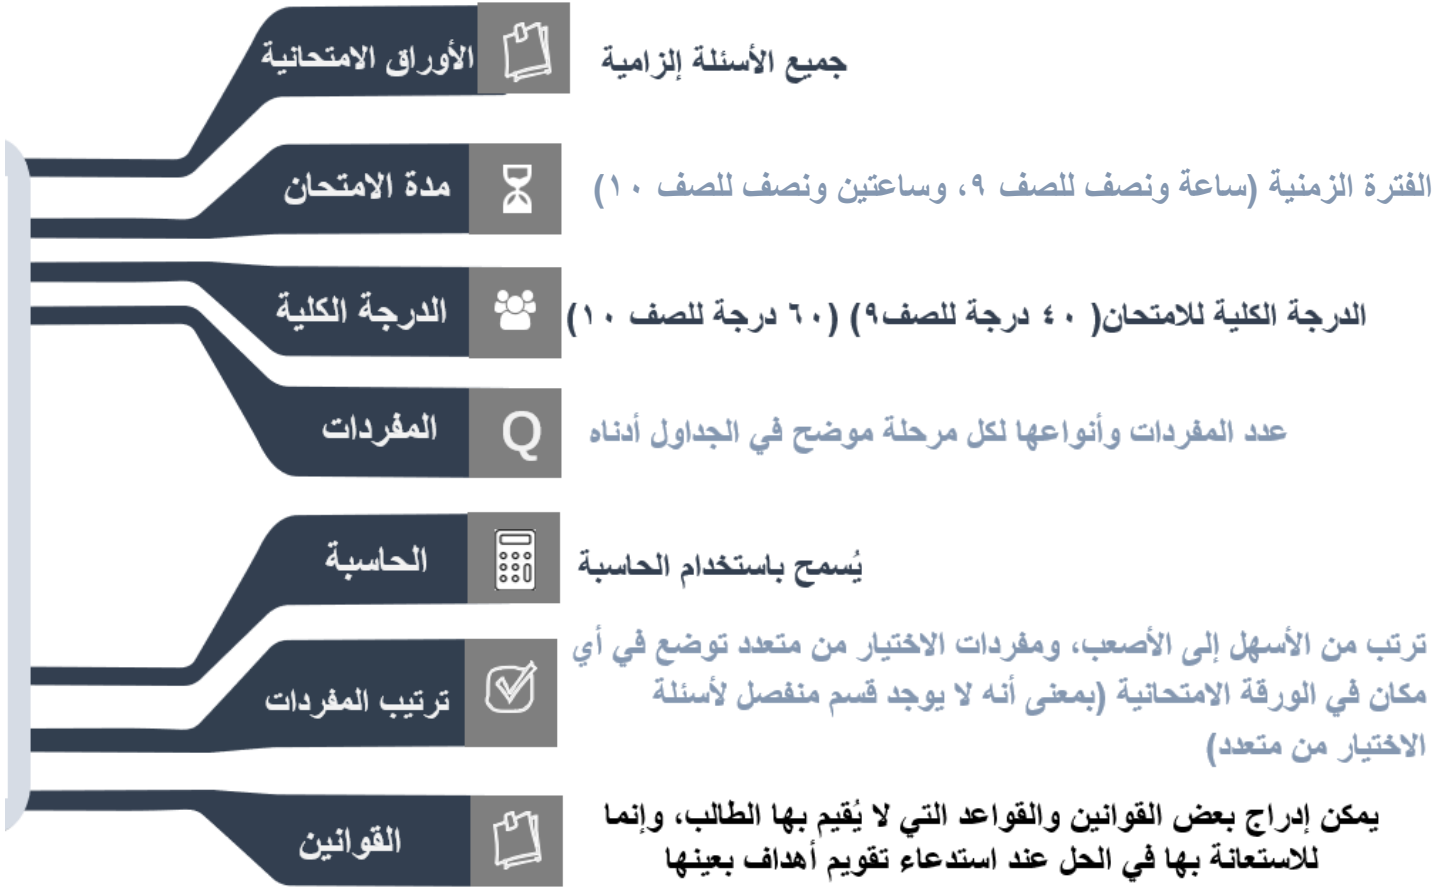 الأوراق الامتحانية
جميع الأسئلة إلزامية
مدة الامتحان
الفترة الزمنية (ساعة ونصف للصف ٩، وساعتين ونصف للصف ١٠)
الدرجة الكلية
الدرجة الكلية للامتحان( ٤٠ درجة للصف٩) (٦٠ درجة للصف ١٠)
المفردات
Q
عدد المفردات وأنواعها لكل مرحلة موضح في الجداول أدناه
الحاسبة
يُسمح باستخدام الحاسبة
ترتيب المفردات
ترتب من الأسهل إلى الأصعب، ومفردات الاختيار من متعدد توضع في أي
مكان في الورقة الامتحانية (بمعنى أنه لا يوجد قسم منفصل لأسئلة
الاختيار من متعدد)
القوانين
يمكن إدراج بعض القوانين والقواعد التي لا يُقيم بها الطالب، وإنما
للاستعانة بها في الحل عند استدعاء تقويم أهداف بعينها